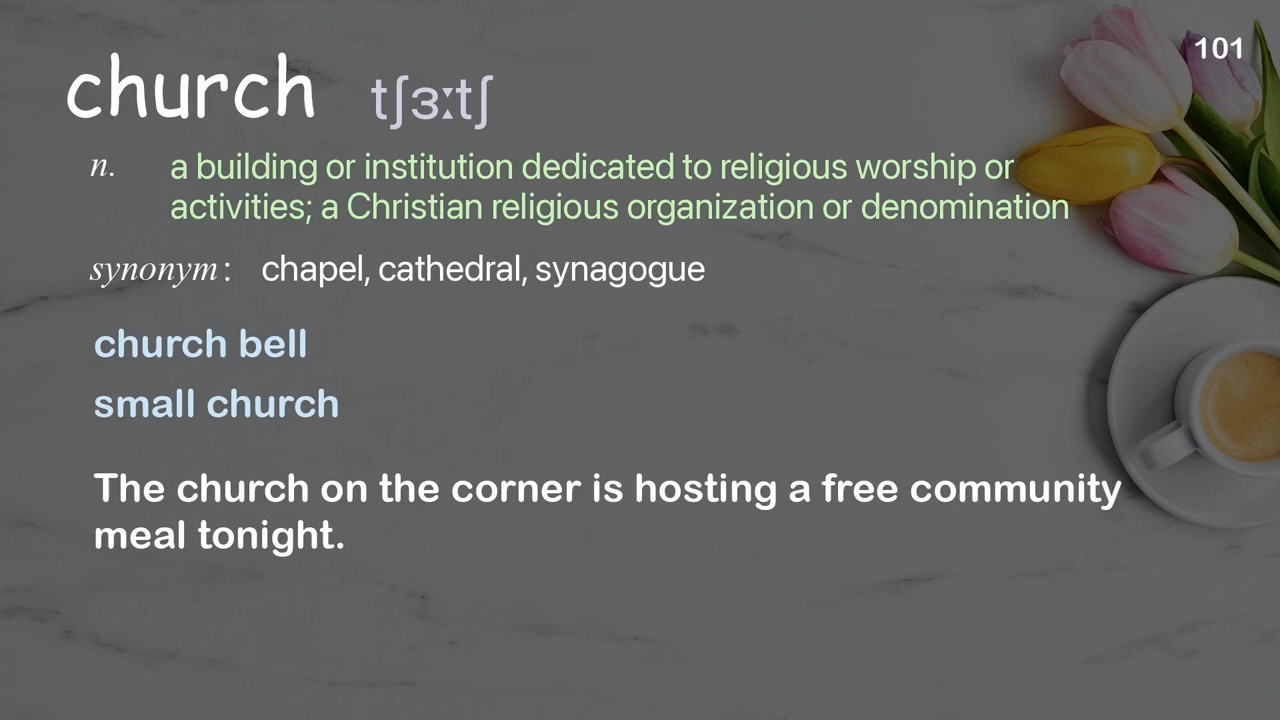 101
church tʃɜːtʃ
n. a building or institution dedicated to religious worship or
activities; a Christian religious organization or denomination
synonym: chapel, cathedral, synagogue
church bell
small church
The church on the corner is hosting a free community
meal tonight.